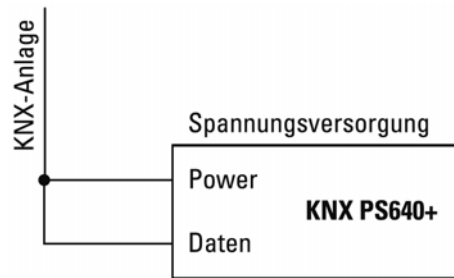 KNX-Anlage
Spannungsversorgung
Power
KNX PS640+
Daten